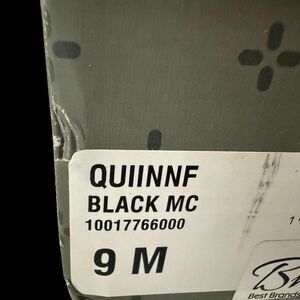 QUIINNF
BLACK MC
10017766000
9 M
Best Brands